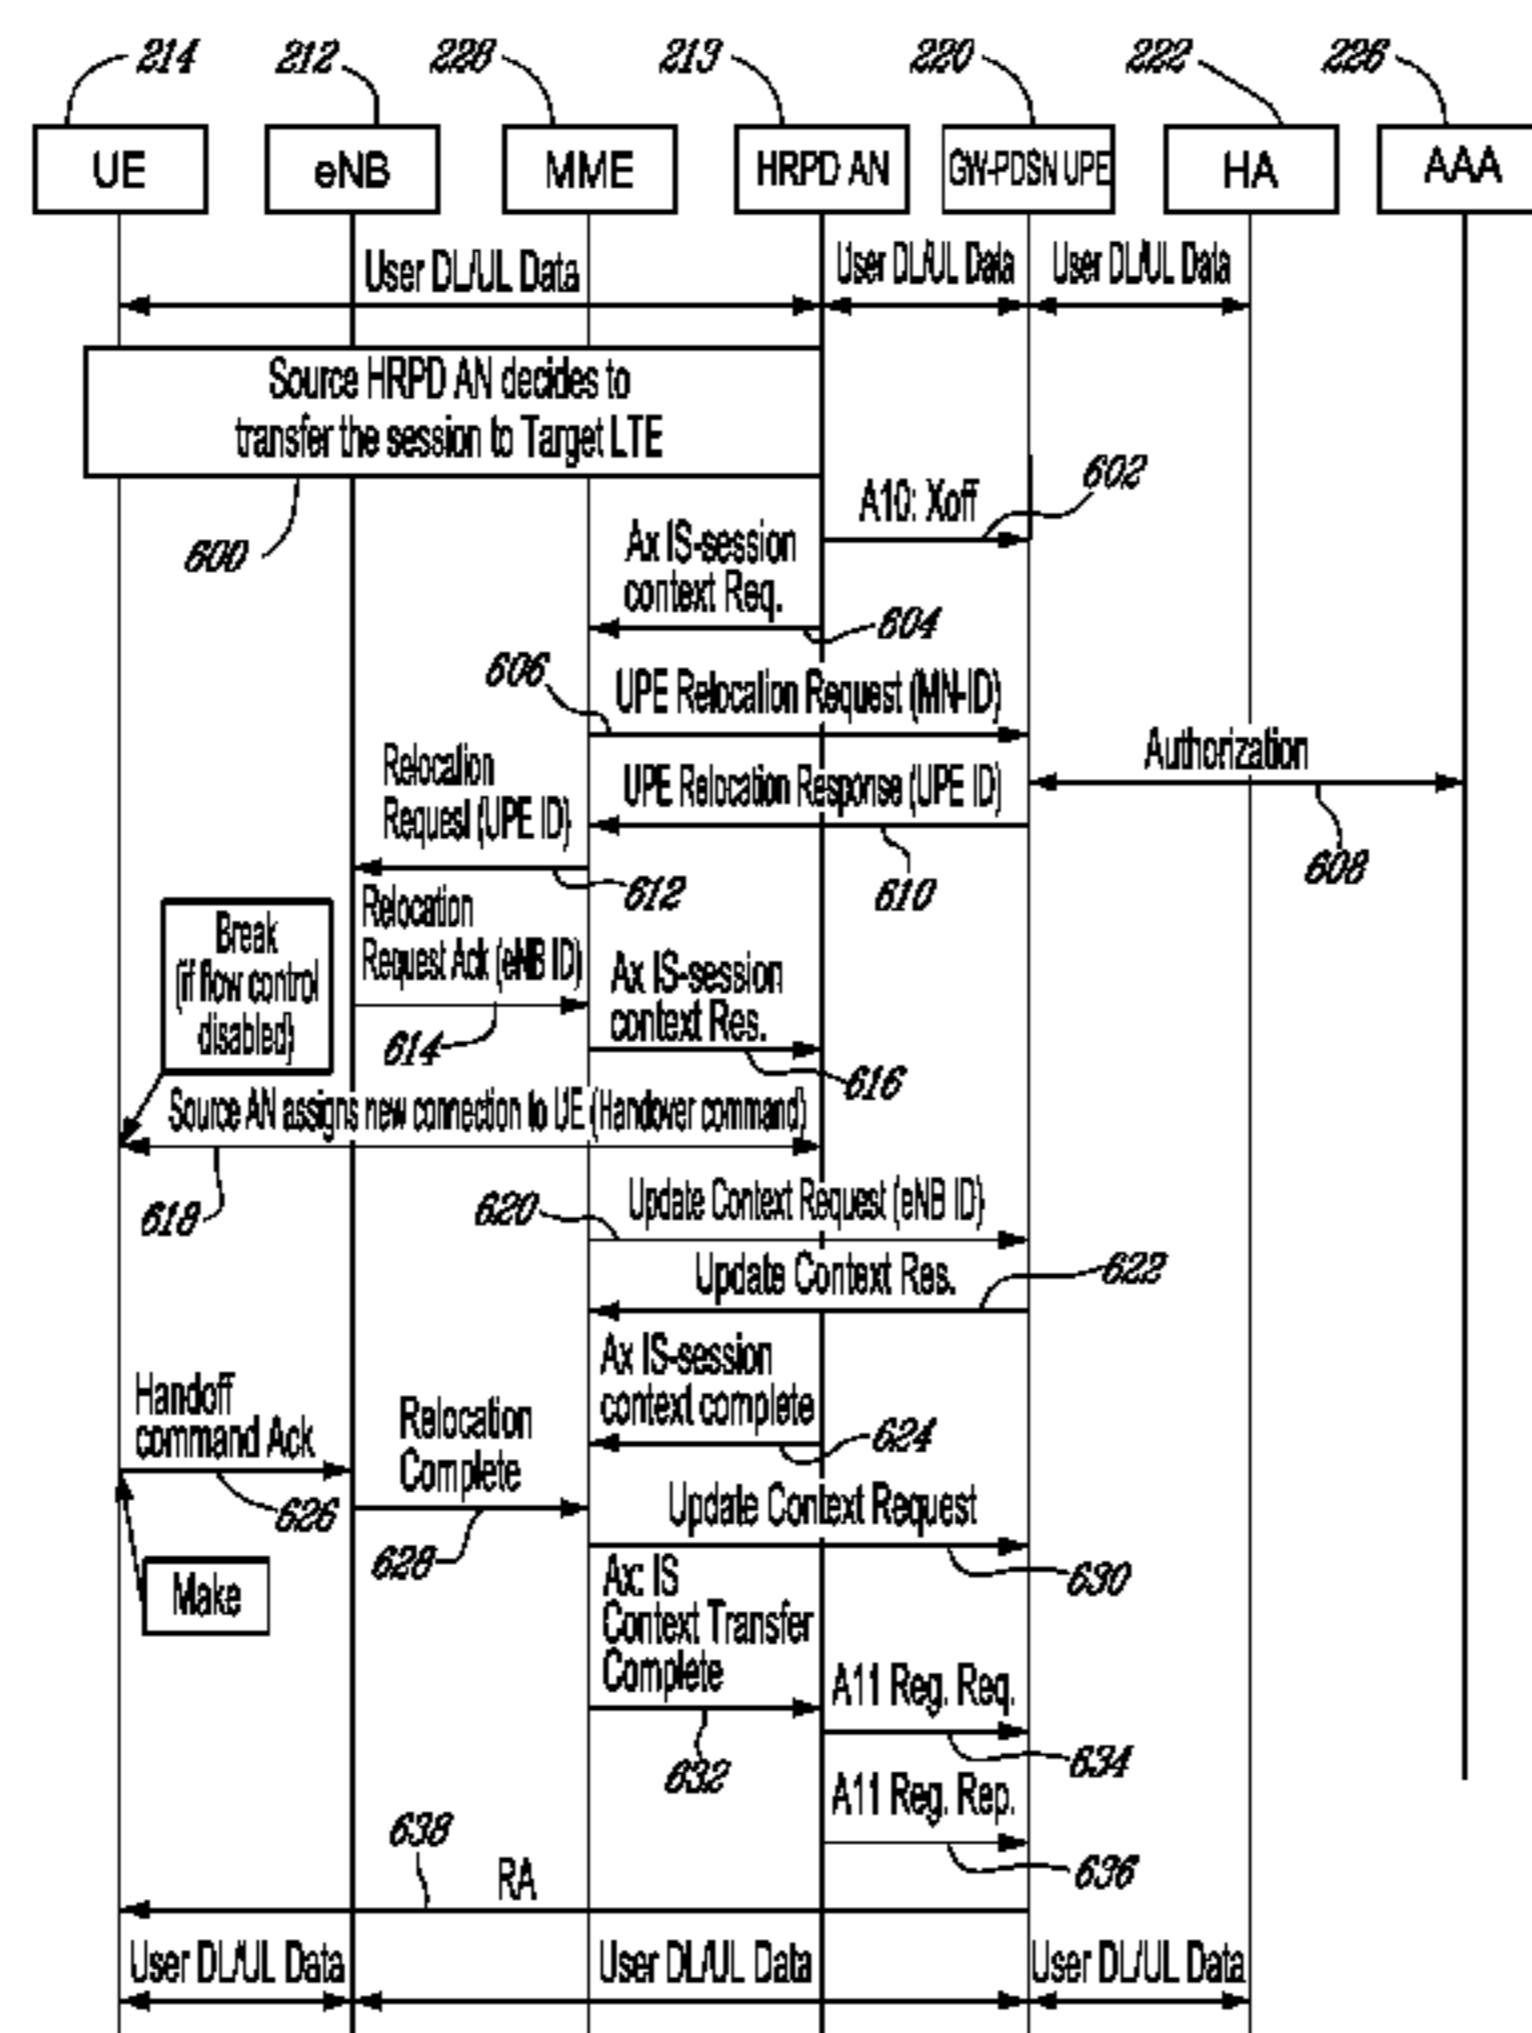 214 212 228 213 220 222 226
UE eNB MME HRPD AN GW-PDSN UPE HA AAA
User DL/UL Data User DL/UL Data User DL/UL Data
Source HRPD AN decides to
transfer the session to Target LTE
600
A10: Xoff
602
Ax IS-session
context Req.
604
606
UPE Relocalion Request (MN-ID)
Authorization
608
UPE Relocation Response (UPE ID)
610
Relocalion
Request (UPE ID)
612
Relocation
Request Ack (eNB ID)
614
Break
(if flow control
disabled)
Ax IS-session
context Res.
616
Source AN assigns new connection to UE (Handover command)
618
620
Update Context Request (eNB ID)
Update Context Res.
622
Ax IS-session
context complete
624
Handoff
command Ack
626
Relocation
Complete
628
Make
Update Context Request
630
Ax: IS
Context Transfer
Complete
632
A11 Reg. Req.
634
A11 Reg. Rep.
636
638
RA
User DL/UL Data User DL/UL Data User DL/UL Data